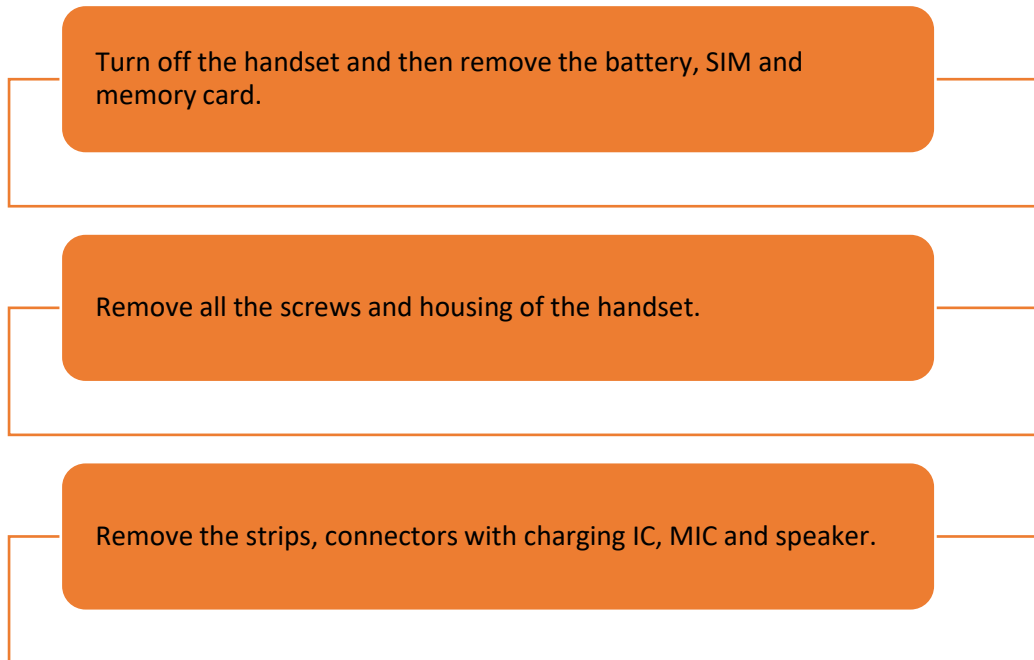 Turn off the handset and then remove the battery, SIM and
memory card.
Remove all the screws and housing of the handset.
Remove the strips, connectors with charging IC, MIC and speaker.